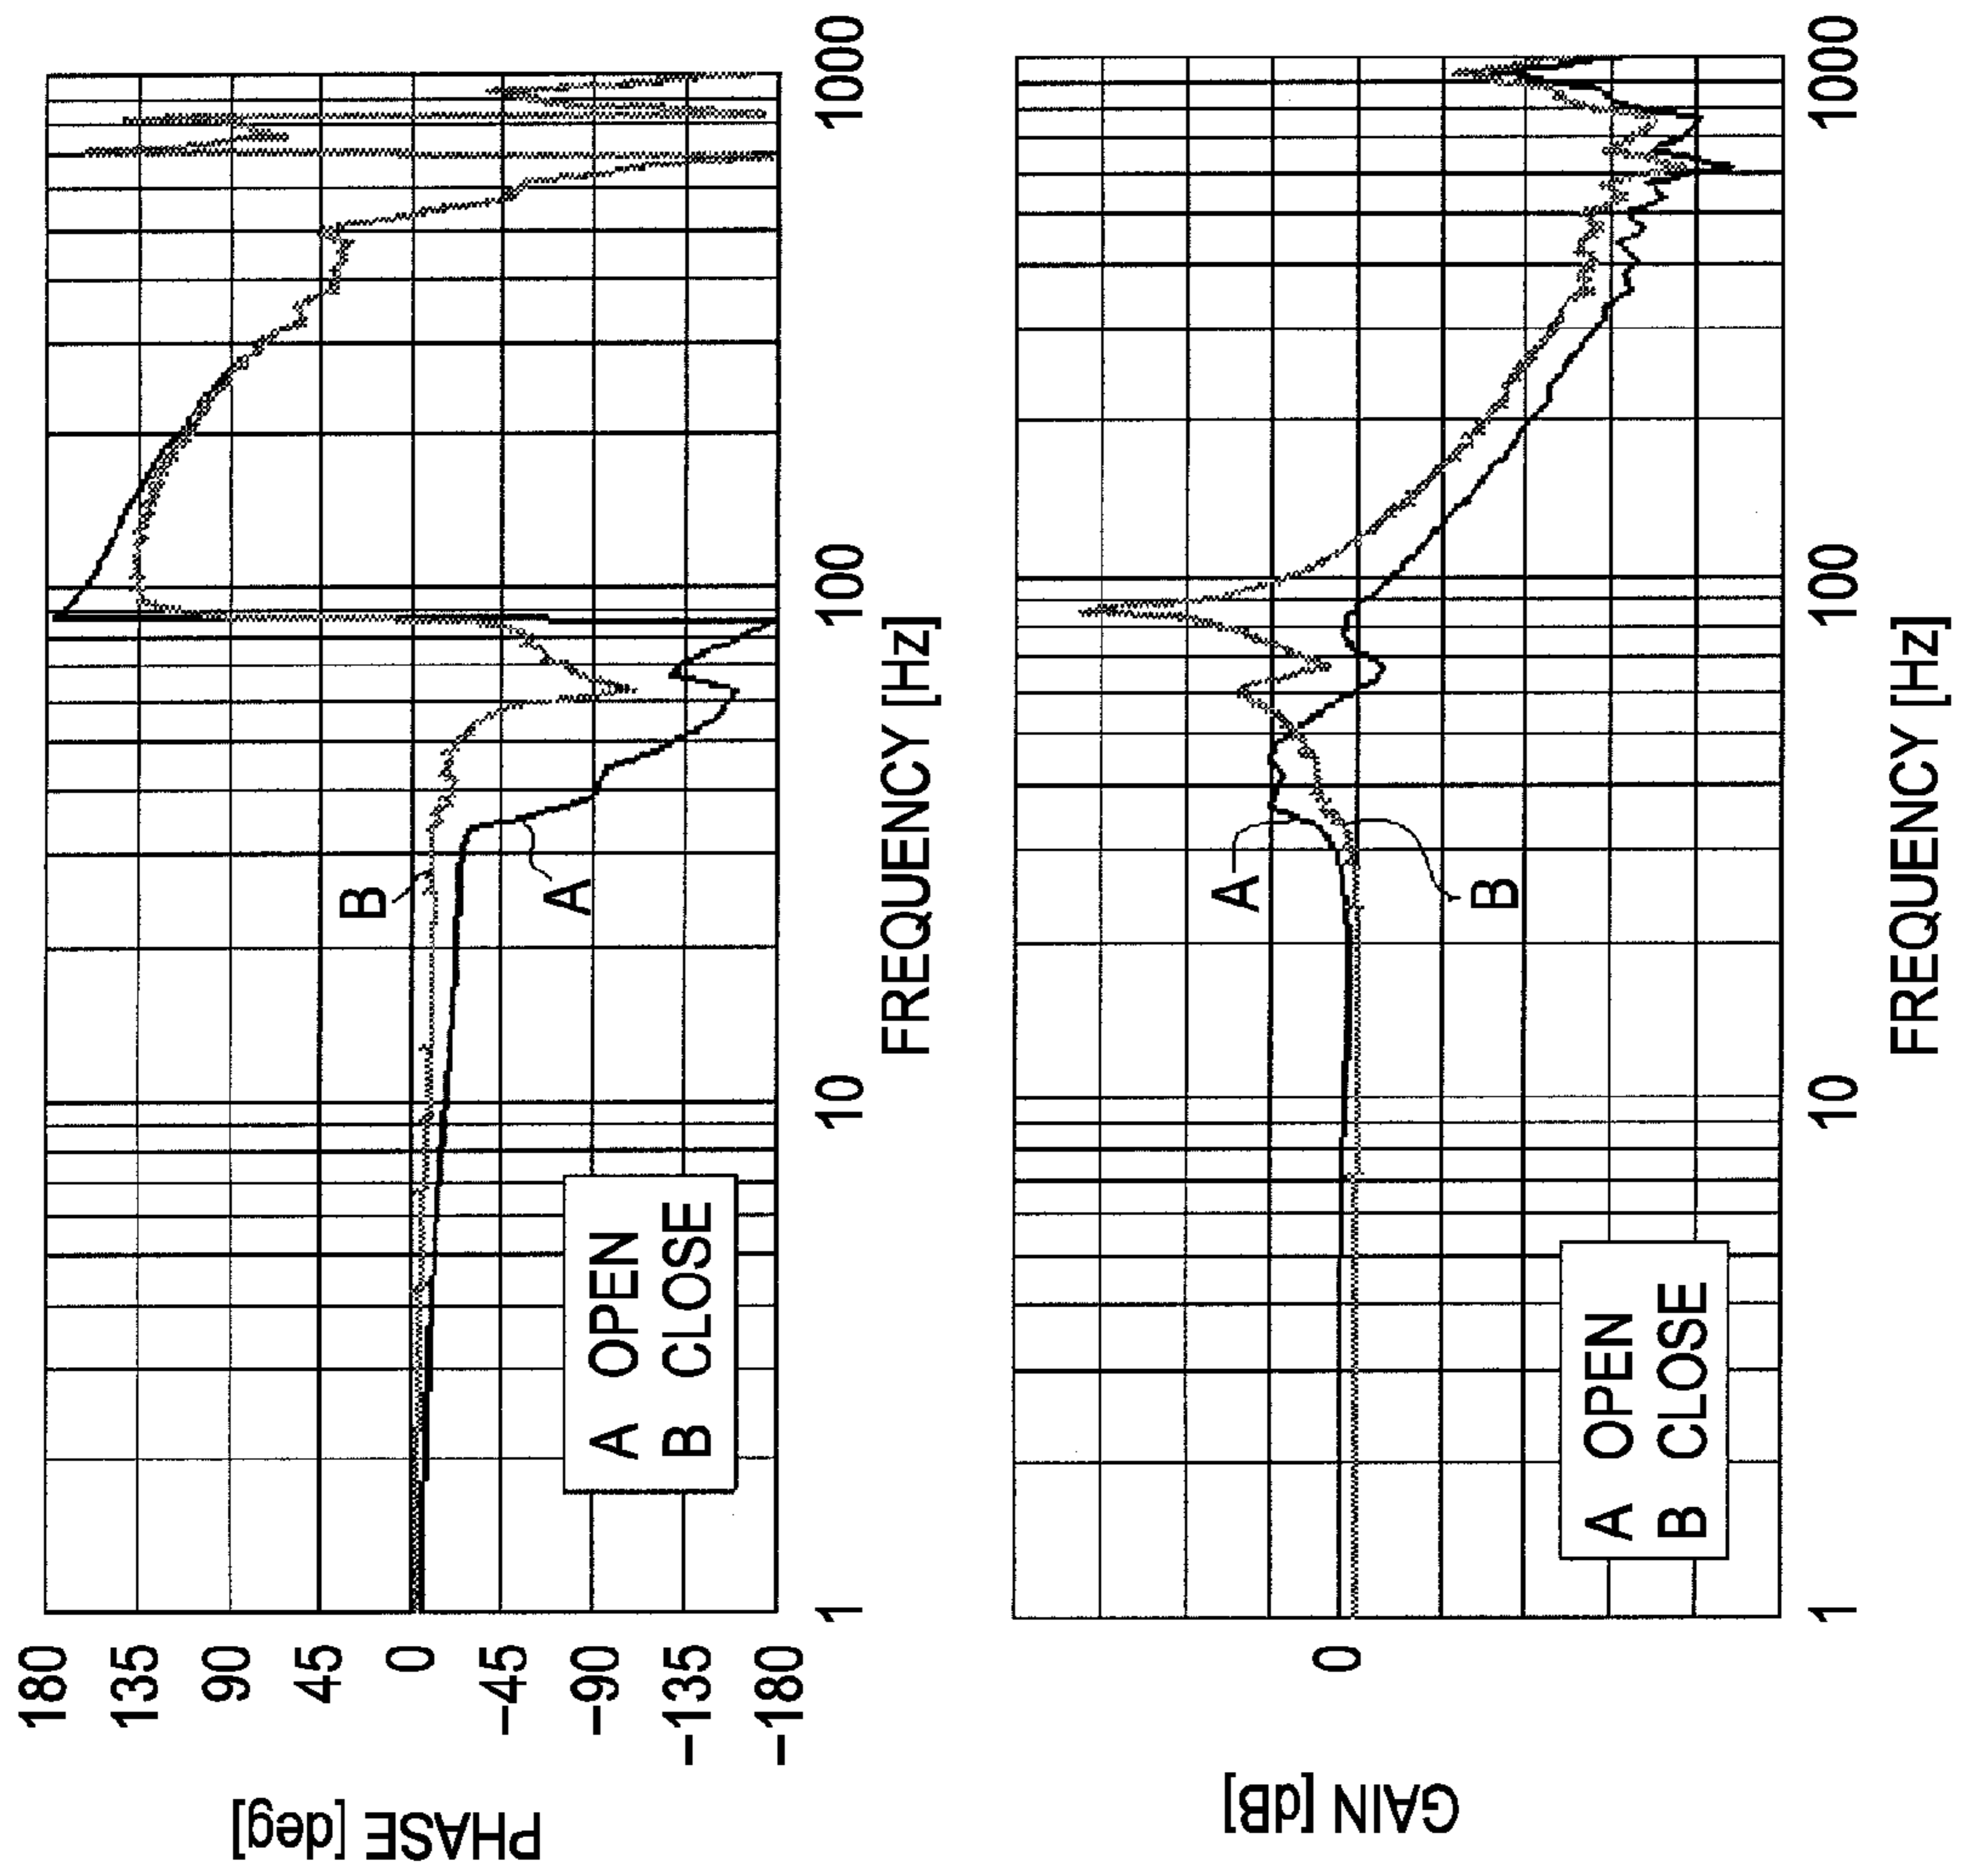 PHASE [deg]
180
135
90
45
0
-45
-90
-135
-180
B
A
A OPEN
B CLOSE
1
10
100
1000
FREQUENCY [Hz]
GAIN [dB]
0
A
B
A OPEN
B CLOSE
1
10
100
1000
FREQUENCY [Hz]